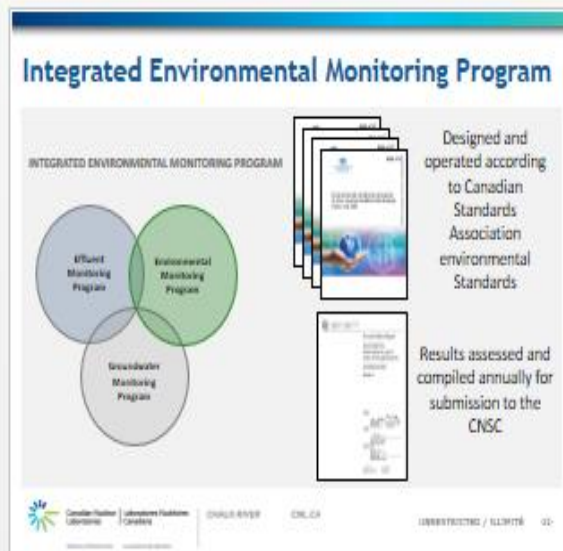 Integrated Environmental Monitoring Program
INTEGRATED ENVIRONMENTAL MONITORING PROGRAM
Effluent
Monitoring
Program
Environmental
Monitoring
Program
Groundwater
Monitoring
Program
Designed and
operated according
to Canadian
Standards
Association
environmental
Standards
Results assessed and
compiled annually for
submission to the
CNSC
Canadian Nuclear
Laboratories
Laboratoires Nucléaires
Canadiens
CHALK RIVER
CNL.CA
UNRESTRICTED / ILLIMITÉ